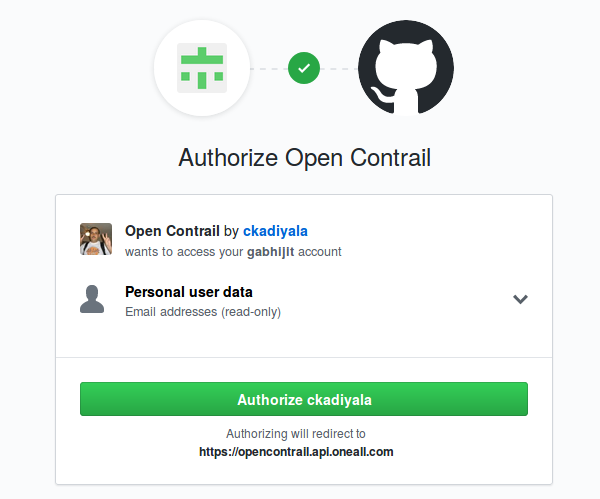 Authorize Open Contrail
Open Contrail by ckadiyala
wants to access your gabhijit account
Personal user data
Email addresses (read-only)
Authorize ckadiyala
Authorizing will redirect to
https://opencontrail.api.oneall.com